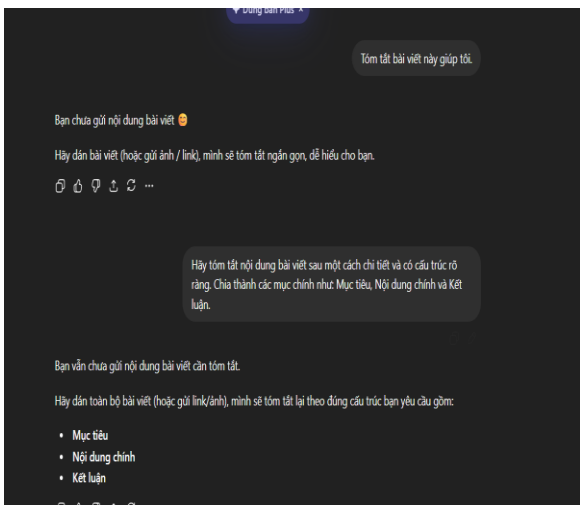 Dùng bản Plus ×
Tóm tắt bài viết này giúp tôi.
Bạn chưa gửi nội dung bài viết 😊
Hãy dán bài viết (hoặc gửi ảnh / link), mình sẽ tóm tắt ngắn gọn, dễ hiểu cho bạn.
Hãy tóm tắt nội dung bài viết sau một cách chi tiết và có cấu trúc rõ
ràng. Chia thành các mục chính như: Mục tiêu, Nội dung chính và Kết
luận.
Bạn vẫn chưa gửi nội dung bài viết cần tóm tắt.
Hãy dán toàn bộ bài viết (hoặc gửi link/ảnh), mình sẽ tóm tắt lại theo đúng cấu trúc bạn yêu cầu gồm:
• Mục tiêu
• Nội dung chính
• Kết luận